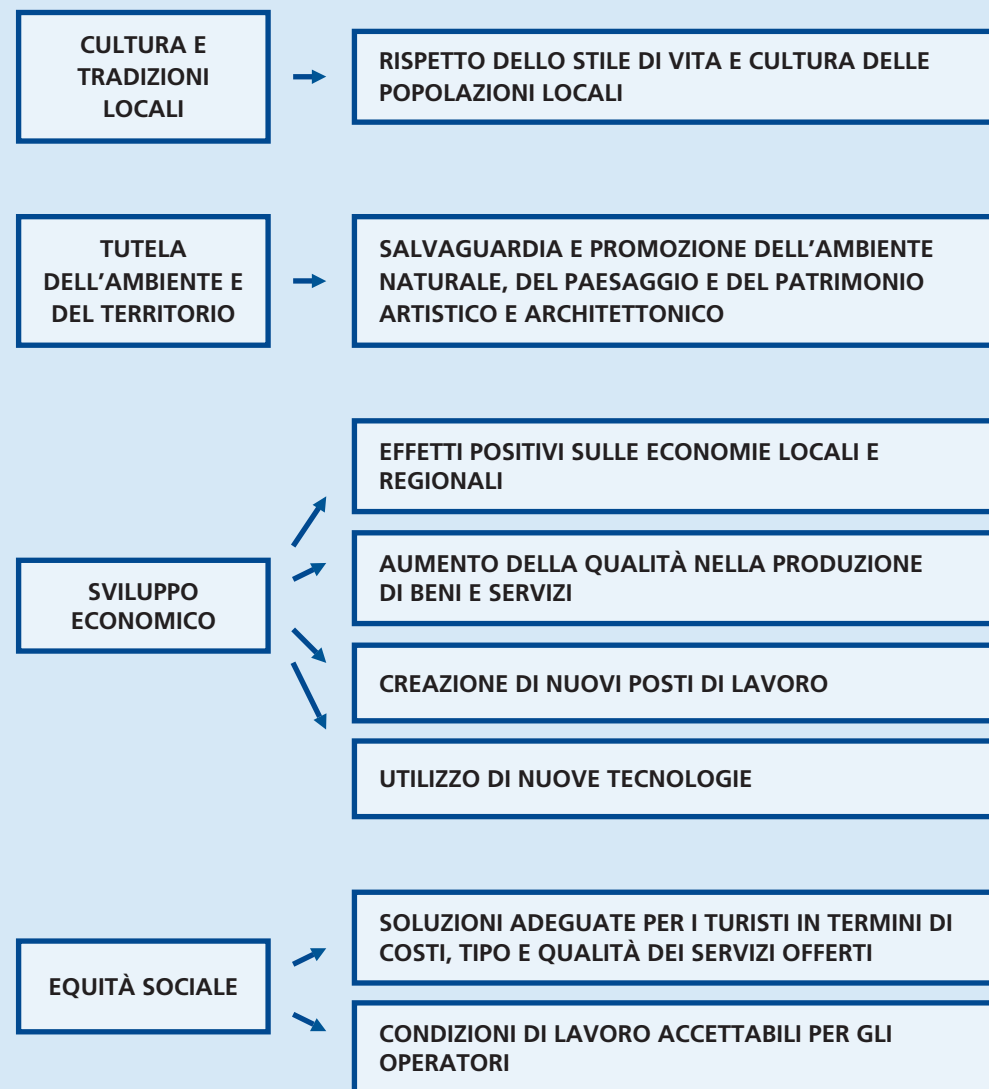 CULTURA E
TRADIZIONI
LOCALI
RISPETTO DELLO STILE DI VITA E CULTURA DELLE
POPOLAZIONI LOCALI
TUTELA
DELL’AMBIENTE E
DEL TERRITORIO
SALVAGUARDIA E PROMOZIONE DELL’AMBIENTE
NATURALE, DEL PAESAGGIO E DEL PATRIMONIO
ARTISTICO E ARCHITETTONICO
SVILUPPO
ECONOMICO
EFFETTI POSITIVI SULLE ECONOMIE LOCALI E
REGIONALI
AUMENTO DELLA QUALITÀ NELLA PRODUZIONE
DI BENI E SERVIZI
CREAZIONE DI NUOVI POSTI DI LAVORO
UTILIZZO DI NUOVE TECNOLOGIE
EQUITÀ SOCIALE
SOLUZIONI ADEGUATE PER I TURISTI IN TERMINI DI
COSTI, TIPO E QUALITÀ DEI SERVIZI OFFERTI
CONDIZIONI DI LAVORO ACCETTABILI PER GLI
OPERATORI